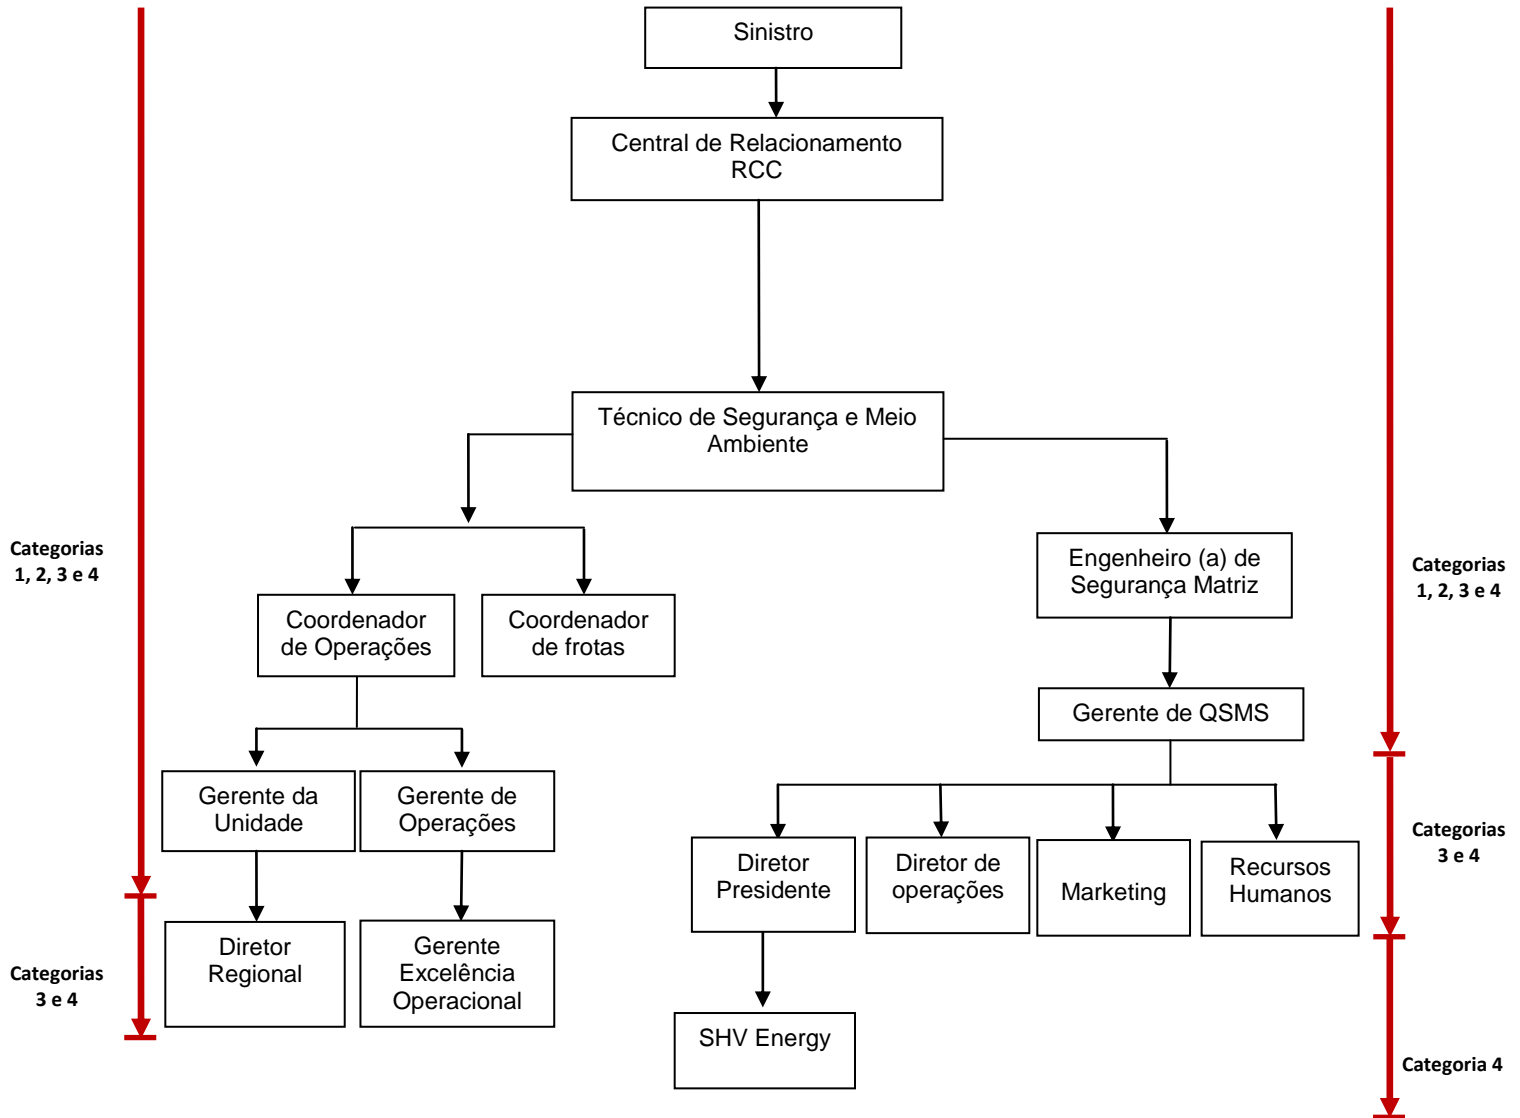 Sinistro
Central de Relacionamento
RCC
Técnico de Segurança e Meio
Ambiente
Categorias
1, 2, 3 e 4
Engenheiro (a) de
Segurança Matriz
Categorias
1, 2, 3 e 4
Coordenador
de Operações
Coordenador
de frotas
Gerente de QSMS
Gerente da
Unidade
Gerente de
Operações
Diretor
Presidente
Diretor de
operações
Marketing
Recursos
Humanos
Categorias
3 e 4
Categorias
3 e 4
Diretor
Regional
Gerente
Excelência
Operacional
SHV Energy
Categoria 4